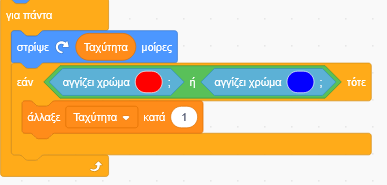 για πάντα
στρίψε Ταχύτητα μοίρες
εάν αγγίζει χρώμα ; ή αγγίζει χρώμα ; τότε
άλλαξε Ταχύτητα κατά 1